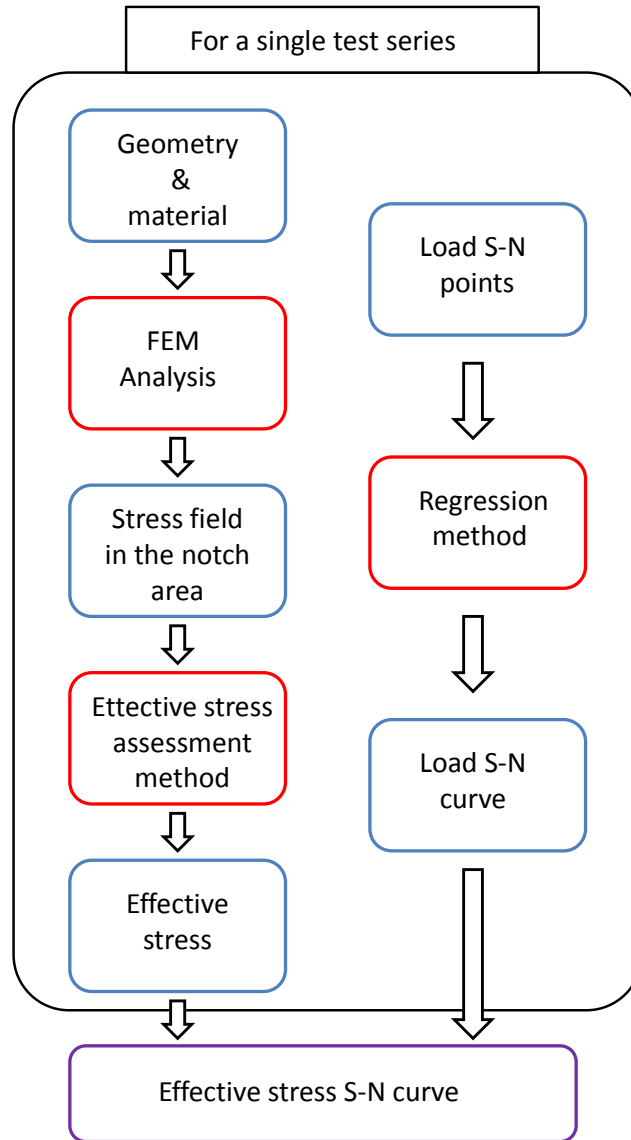 For a single test series
Geometry
&
material
FEM
Analysis
Stress field
in the notch
area
Ettective stress
assessment
method
Effective
stress
Load S-N
points
Regression
method
Load S-N
curve
Effective stress S-N curve